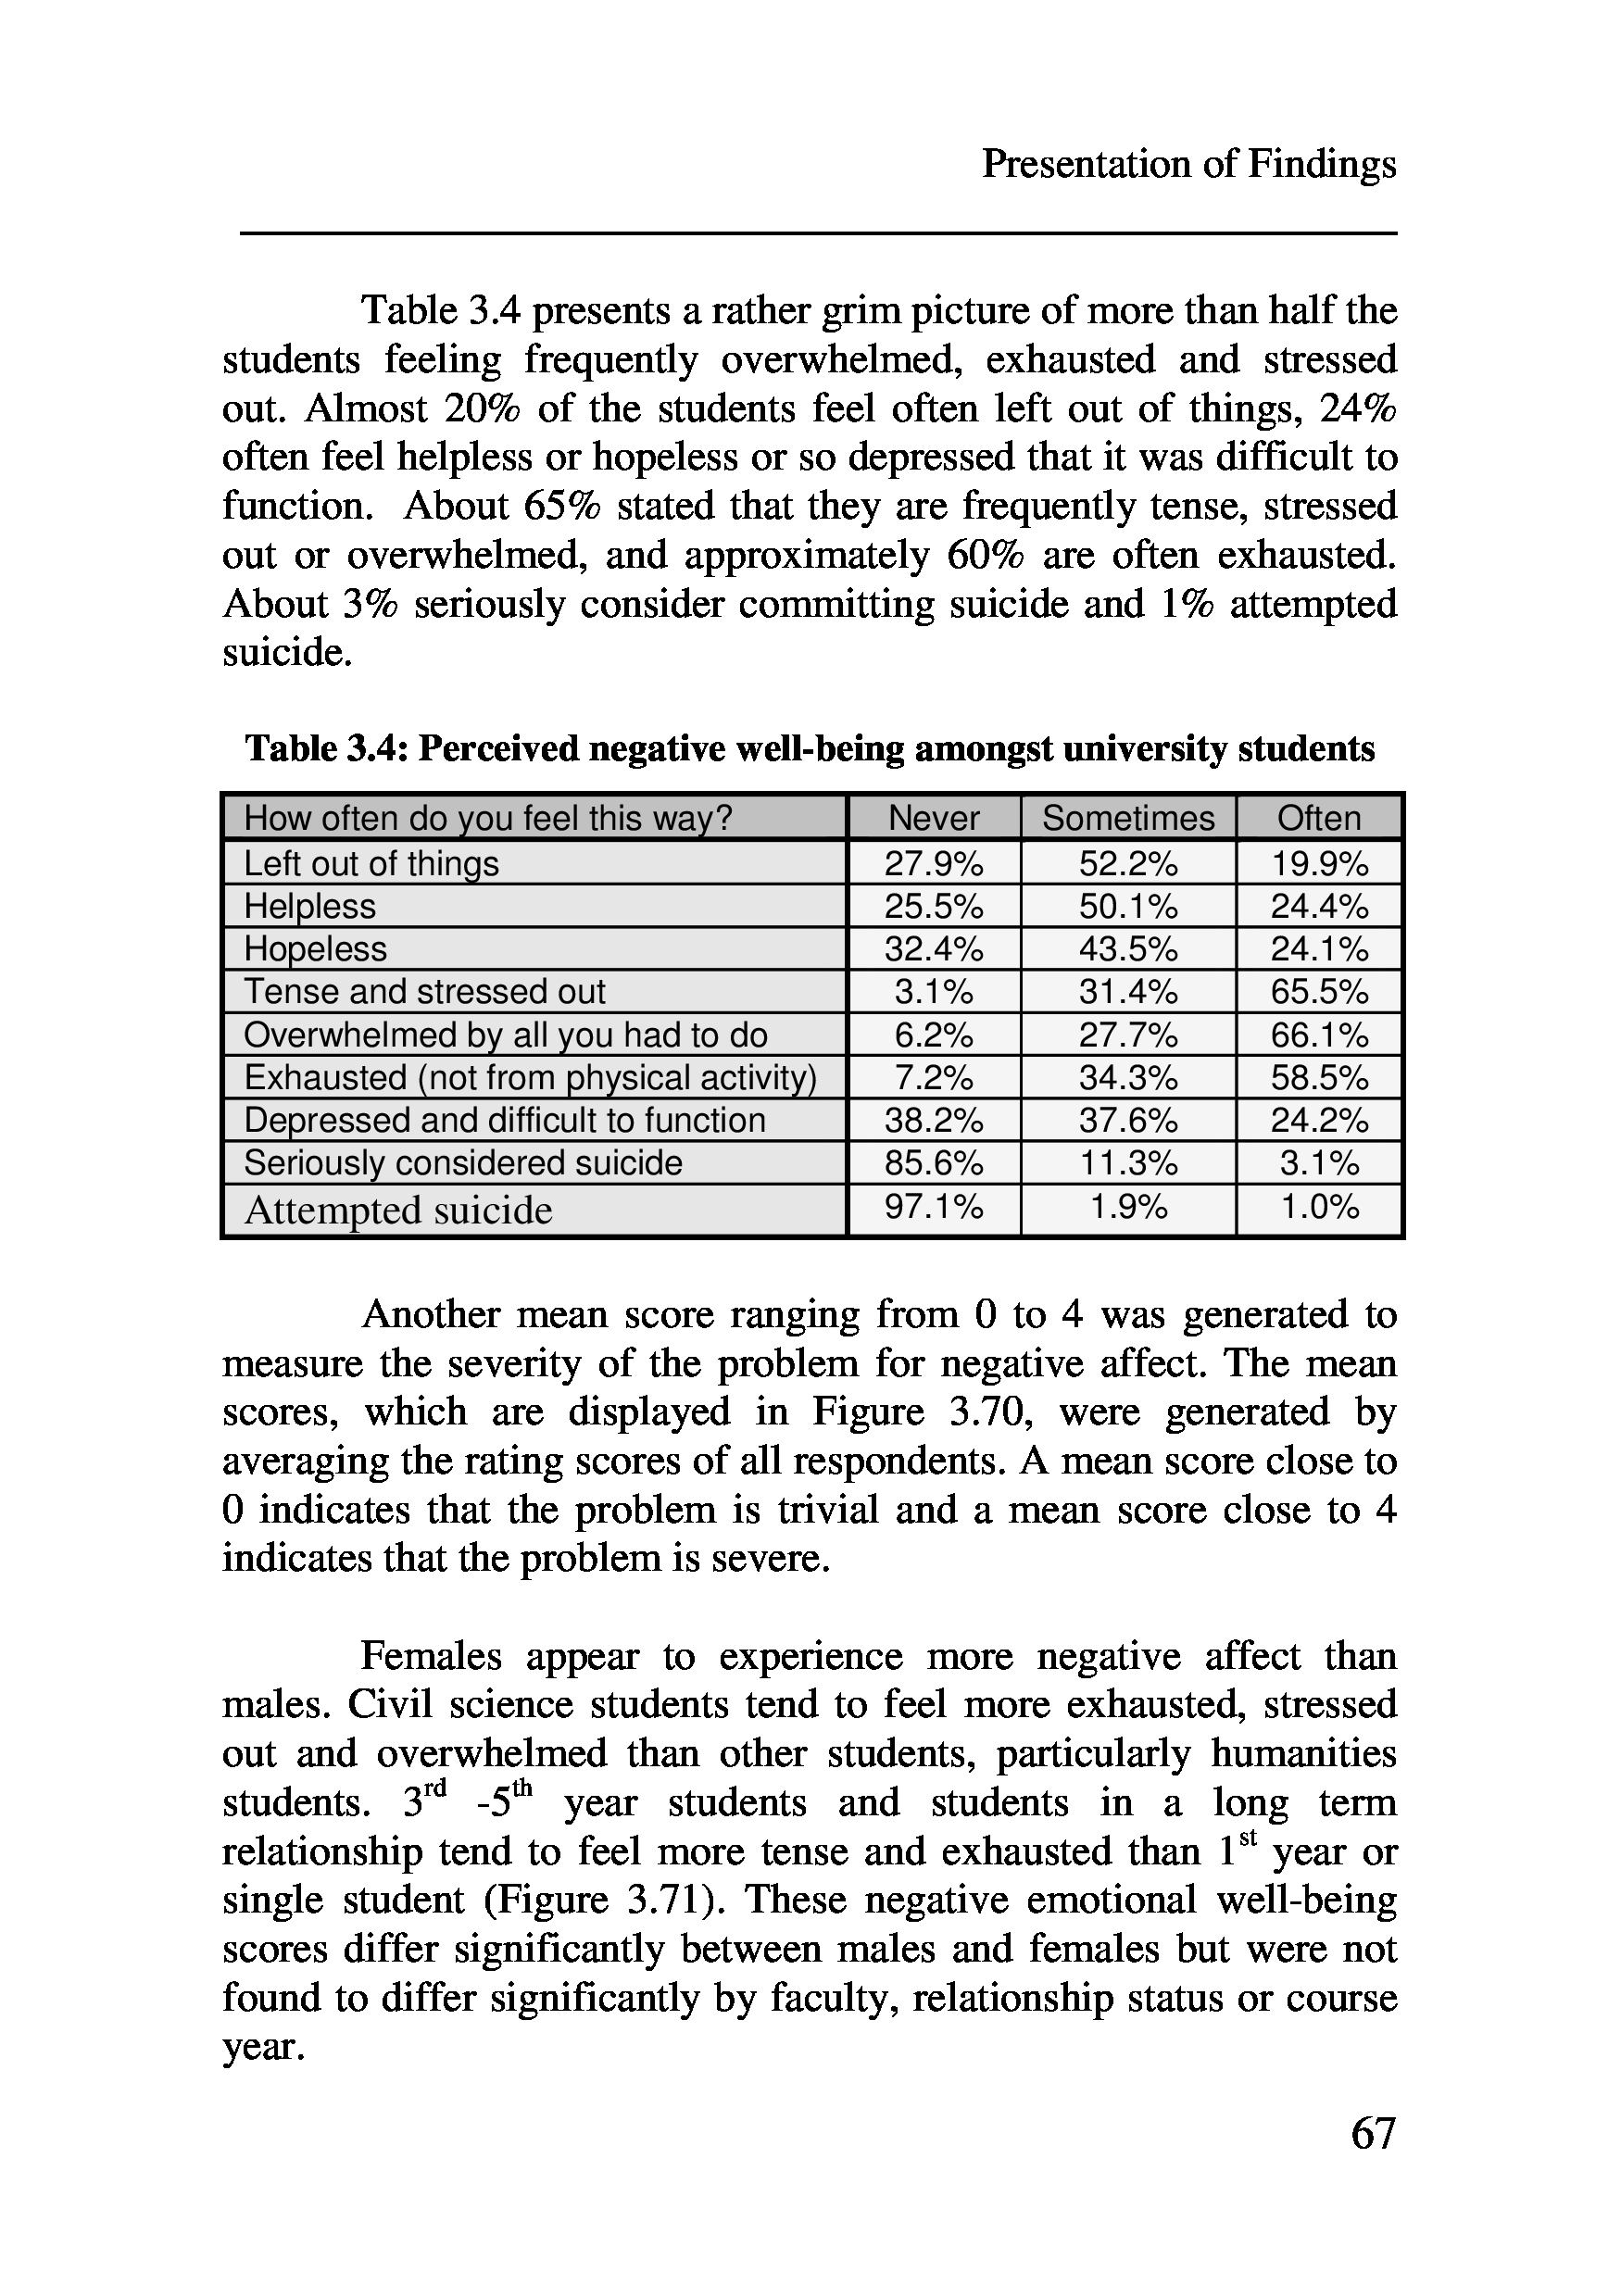 Presentation of Findings
Table 3.4 presents a rather grim picture of more than half the
students feeling frequently overwhelmed, exhausted and stressed
out. Almost 20% of the students feel often left out of things, 24%
often feel helpless or hopeless or so depressed that it was difficult to
function. About 65% stated that they are frequently tense, stressed
out or overwhelmed, and approximately 60% are often exhausted.
About 3% seriously consider committing suicide and 1% attempted
suicide.
Table 3.4: Perceived negative well-being amongst university students
How often do you feel this way? Never Sometimes Often
Left out of things 27.9% 52.2% 19.9%
Helpless 25.5% 50.1% 24.4%
Hopeless 32.4% 43.5% 24.1%
Tense and stressed out 3.1% 31.4% 65.5%
Overwhelmed by all you had to do 6.2% 27.7% 66.1%
Exhausted (not from physical activity) 7.2% 34.3% 58.5%
Depressed and difficult to function 38.2% 37.6% 24.2%
Seriously considered suicide 85.6% 11.3% 3.1%
Attempted suicide 97.1% 1.9% 1.0%
Another mean score ranging from 0 to 4 was generated to
measure the severity of the problem for negative affect. The mean
scores, which are displayed in Figure 3.70, were generated by
averaging the rating scores of all respondents. A mean score close to
0 indicates that the problem is trivial and a mean score close to 4
indicates that the problem is severe.
Females appear to experience more negative affect than
males. Civil science students tend to feel more exhausted, stressed
out and overwhelmed than other students, particularly humanities
students. 3rd -5th year students and students in a long term
relationship tend to feel more tense and exhausted than 1st year or
single student (Figure 3.71). These negative emotional well-being
scores differ significantly between males and females but were not
found to differ significantly by faculty, relationship status or course
year.
67